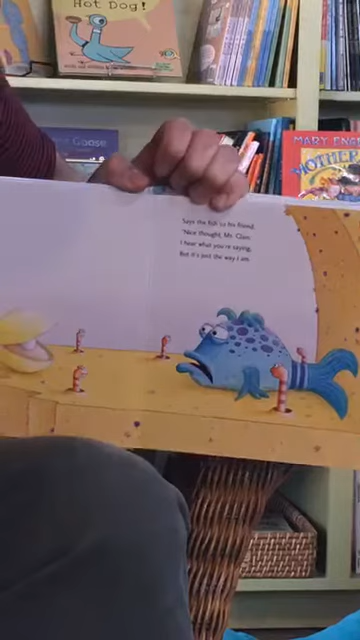 Hot Dog!
Goose
MARY ENG
MOTHER
Says the fish to his friend,
"Nice thought, Mr. Clam.
I hear what you're saying,
But it's just the way I am.